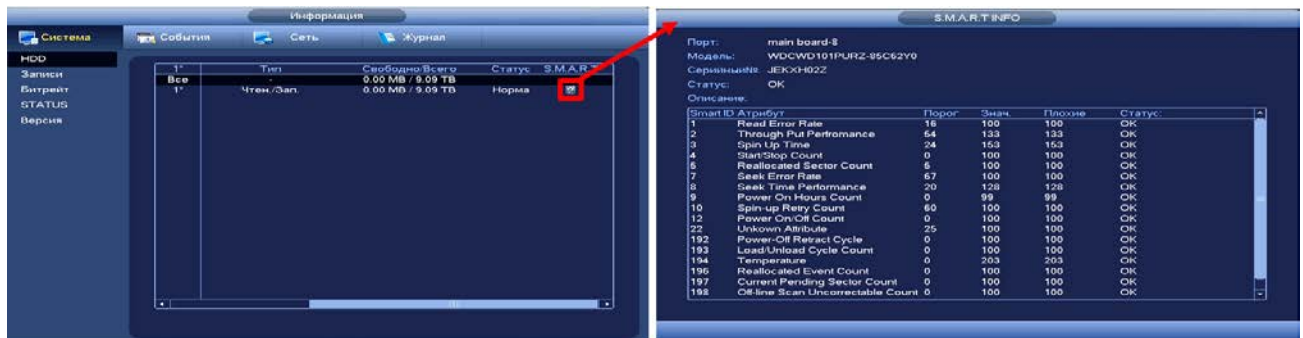 Информация
Система События Сеть Журнал
HDD
Записи
Битрейт
STATUS
Версия
1* Тип Свободно/Всего Статус S.M.A.R.T
Все - 0.00 MB / 9.09 TB
1* Чтен./Зап. 0.00 MB / 9.09 TB Норма
S.M.A.R.T INFO
Порт: main board-8
Модель: WDCWD101PURZ-85C62Y0
Серийный№: JEKXH02Z
Статус: OK
Описание:
Smart ID Атрибут Порог Знач. Плохие Статус:
1 Read Error Rate 16 100 100 OK
2 Through Put Perfromance 54 133 133 OK
3 Spin Up Time 24 153 153 OK
4 Start/Stop Count 0 100 100 OK
5 Reallocated Sector Count 5 100 100 OK
7 Seek Error Rate 67 100 100 OK
8 Seek Time Performance 20 128 128 OK
9 Power On Hours Count 0 99 99 OK
10 Spin-up Retry Count 60 100 100 OK
12 Power On/Off Count 0 100 100 OK
22 Unkown Attribute 25 100 100 OK
192 Power-Off Retract Cycle 0 100 100 OK
193 Load/Unload Cycle Count 0 100 100 OK
194 Temperature 0 203 203 OK
196 Reallocated Event Count 0 100 100 OK
197 Current Pending Sector Count 0 100 100 OK
198 Off-line Scan Uncorrectable Count 0 100 100 OK